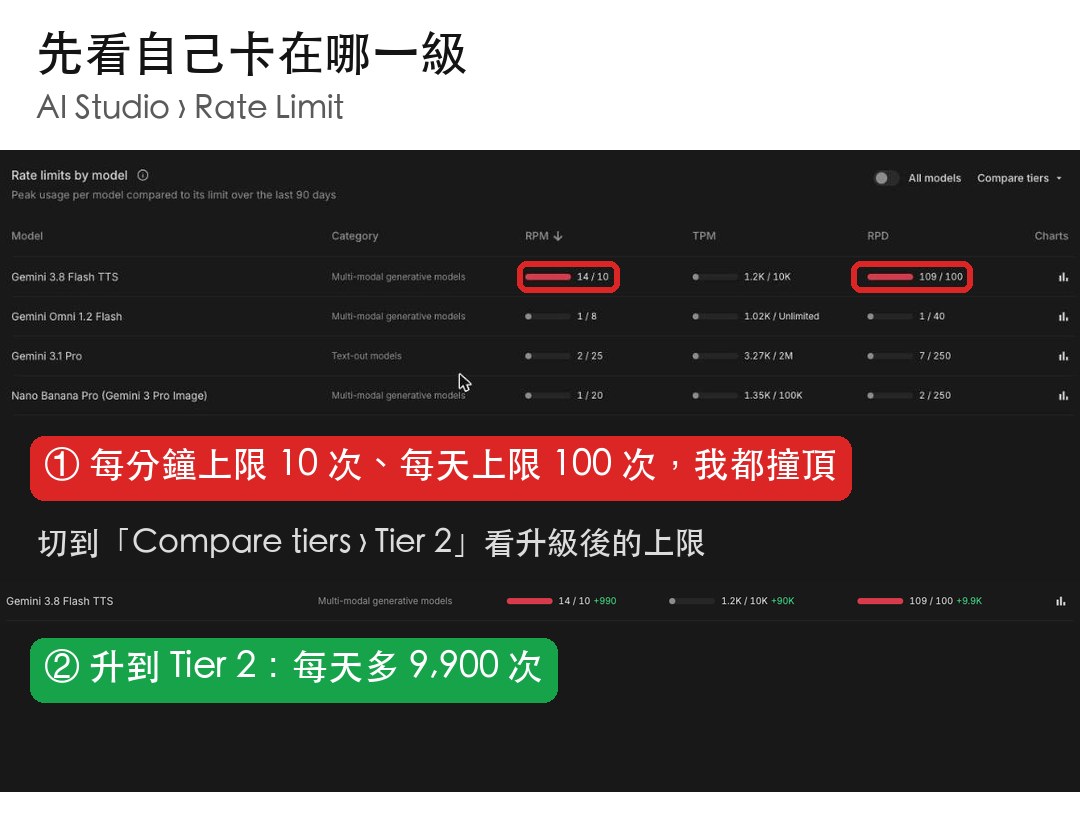 先看自己卡在哪一級
AI Studio › Rate Limit
Rate limits by model
Peak usage per model compared to its limit over the last 90 days
All models
Compare tiers
Model Category RPM ↓ TPM RPD Charts
Gemini 3.8 Flash TTS Multi-modal generative models 14 / 10 1.2K / 10K 109 / 100
Gemini Omni 1.2 Flash Multi-modal generative models 1 / 8 1.02K / Unlimited 1 / 40
Gemini 3.1 Pro Text-out models 2 / 25 3.27K / 2M 7 / 250
Nano Banana Pro (Gemini 3 Pro Image) Multi-modal generative models 1 / 20 1.35K / 100K 2 / 250
① 每分鐘上限 10 次、每天上限 100 次，我都撞頂
切到「Compare tiers › Tier 2」看升級後的上限
Gemini 3.8 Flash TTS Multi-modal generative models 14 / 10 +990 1.2K / 10K +90K 109 / 100 +9.9K
② 升到 Tier 2：每天多 9,900 次